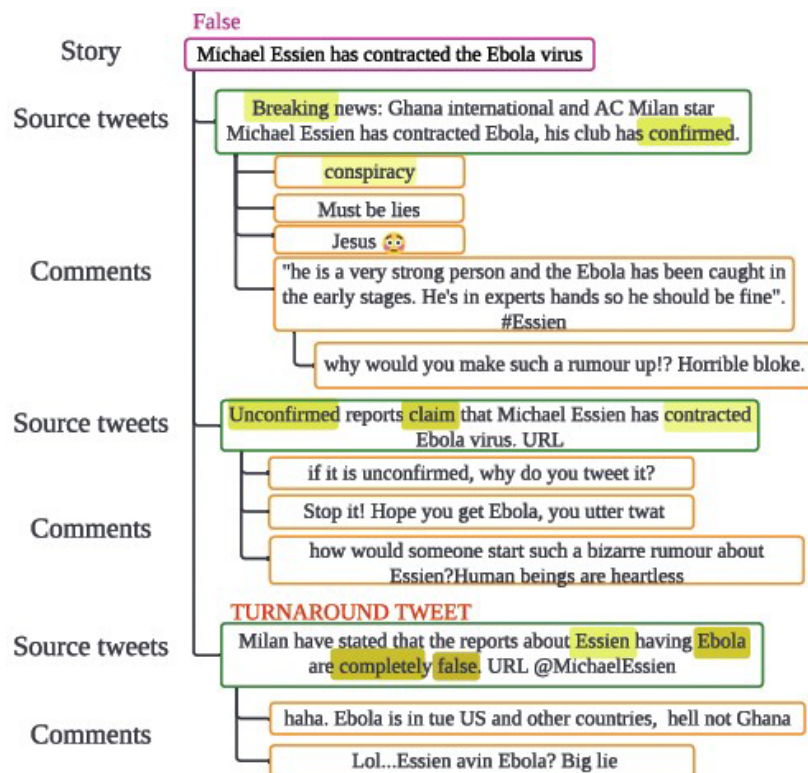 False
Story
Michael Essien has contracted the Ebola virus
Source tweets
Breaking news: Ghana international and AC Milan star
Michael Essien has contracted Ebola, his club has confirmed.
conspiracy
Must be lies
Jesus 😳
Comments
"he is a very strong person and the Ebola has been caught in
the early stages. He's in experts hands so he should be fine".
#Essien
why would you make such a rumour up!? Horrible bloke.
Source tweets
Unconfirmed reports claim that Michael Essien has contracted
Ebola virus. URL
if it is unconfirmed, why do you tweet it?
Comments
Stop it! Hope you get Ebola, you utter twat
how would someone start such a bizarre rumour about
Essien?Human beings are heartless
TURNAROUND TWEET
Source tweets
Milan have stated that the reports about Essien having Ebola
are completely false. URL @MichaelEssien
Comments
haha. Ebola is in tue US and other countries, hell not Ghana
Lol...Essien avin Ebola? Big lie